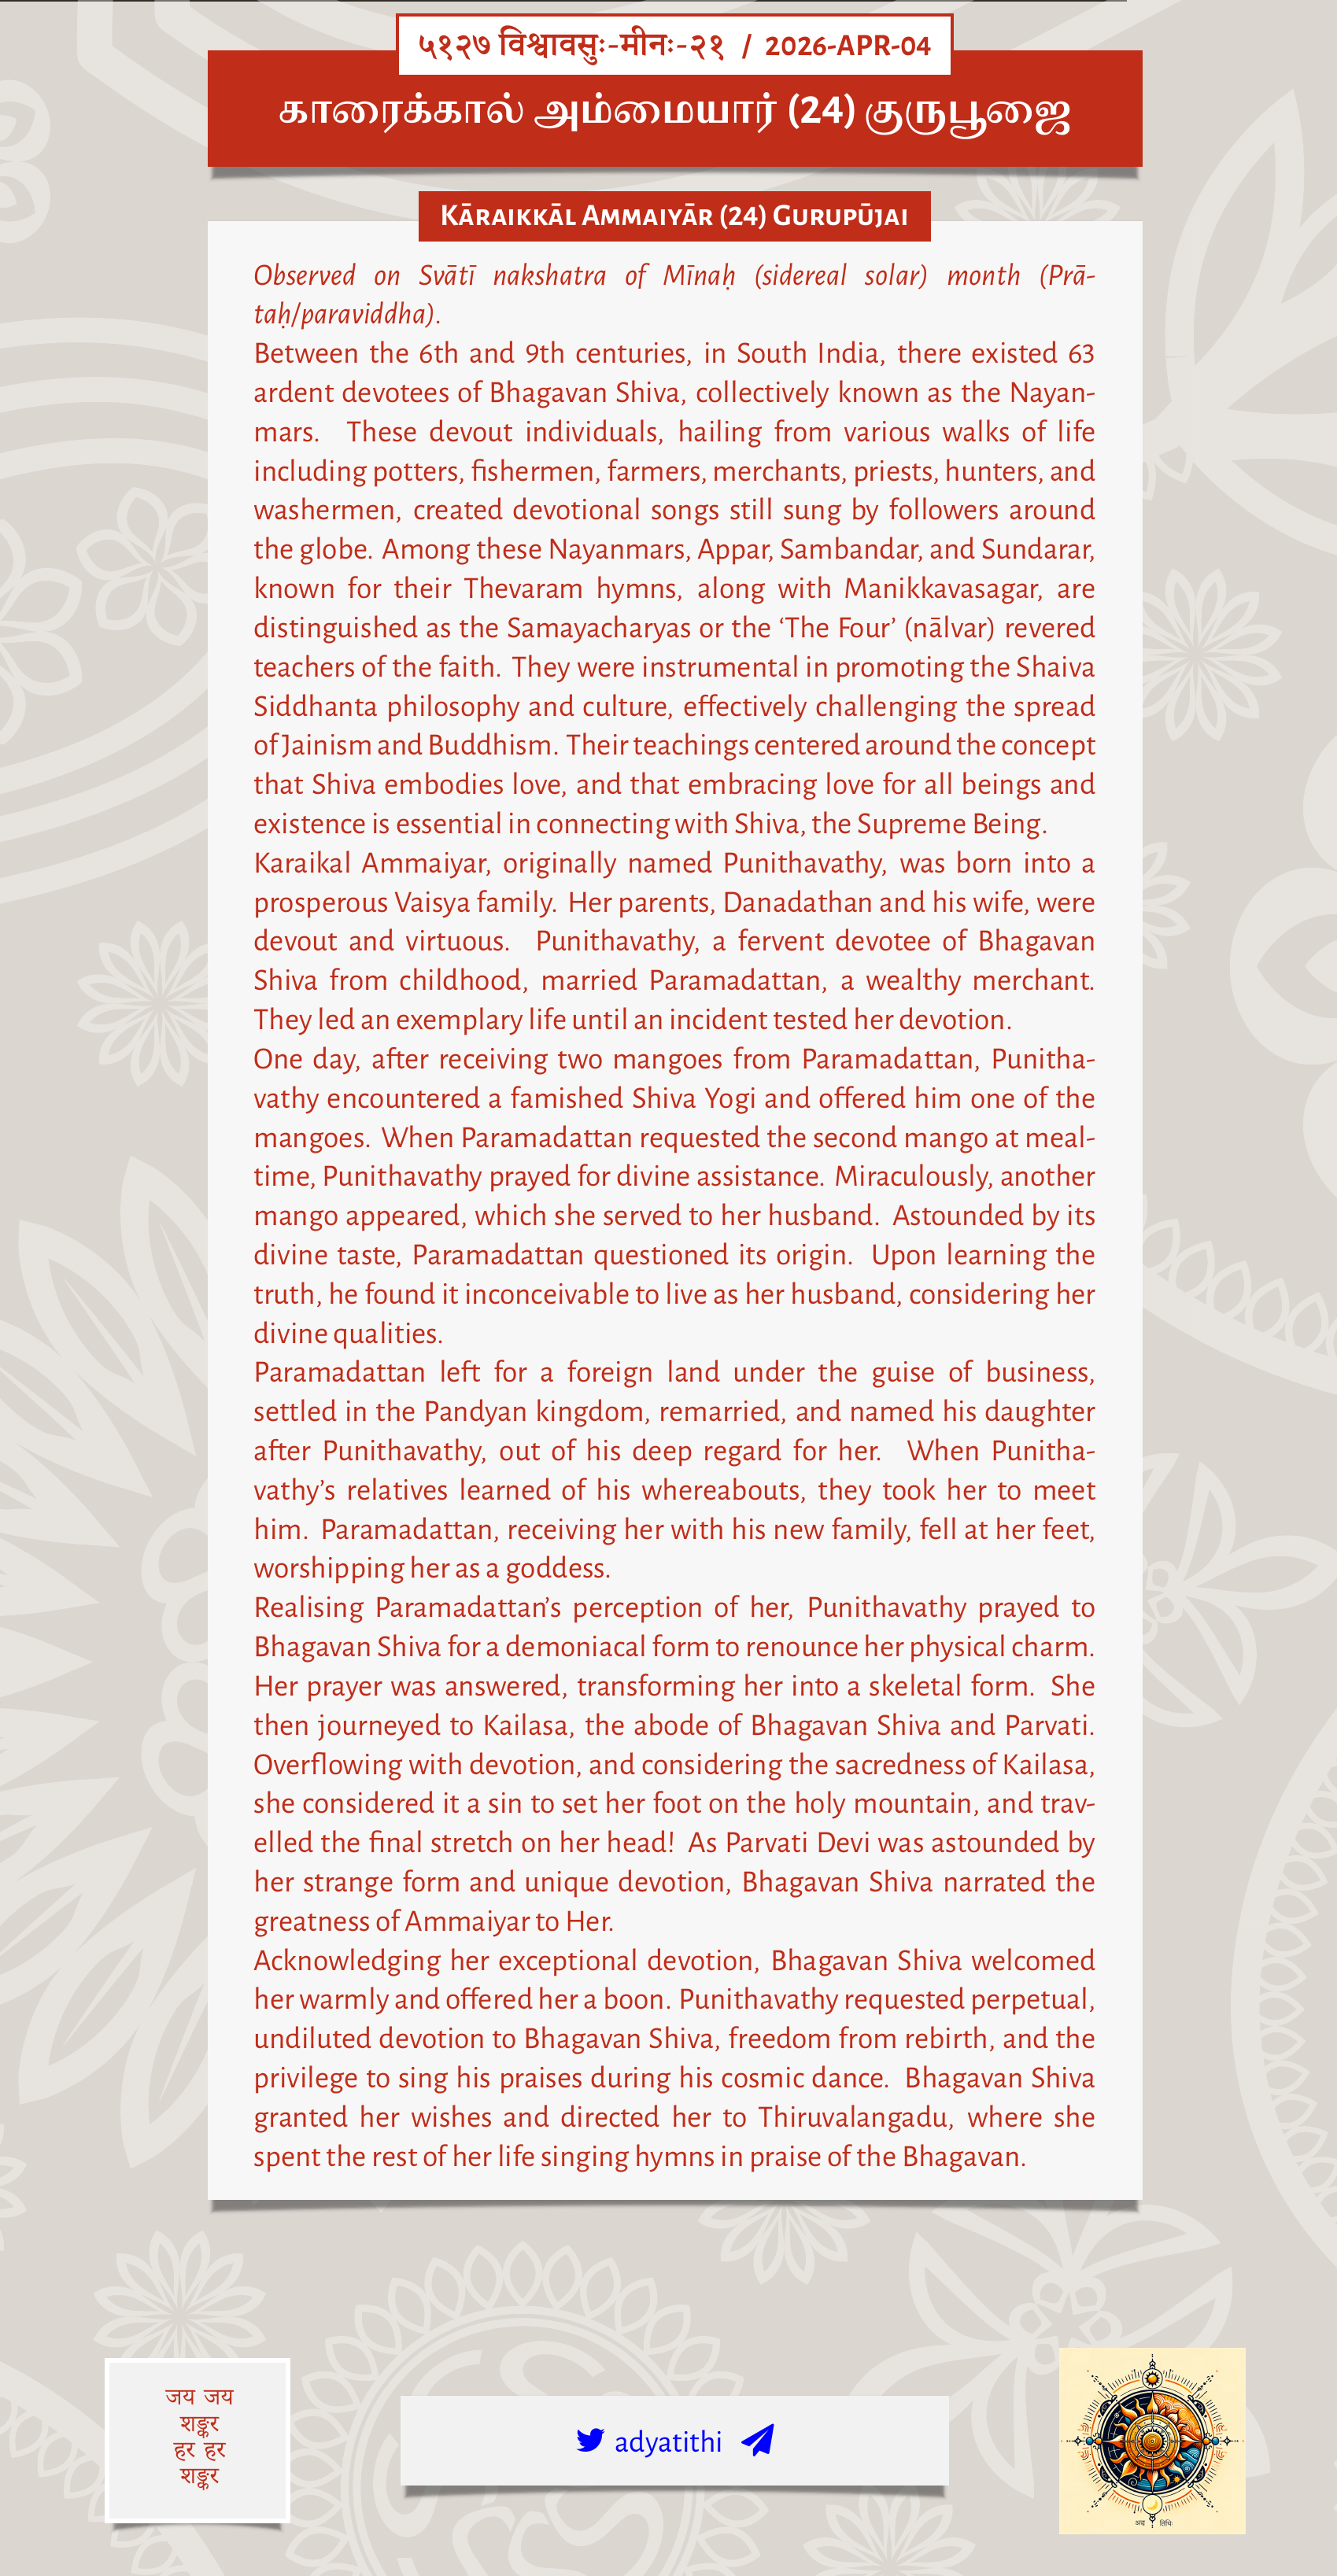 ५१२७ विश्वावसुः-मीनः-२१ / 2026-APR-04
காரைக்கால் அம்மையார் (24) குருபூஜை
Kāraikkāl Ammaiyār (24) Gurupūjai
Observed on Svātī nakshatra of Mīnaḥ (sidereal solar) month (Prā-
taḥ/paraviddha).
Between the 6th and 9th centuries, in South India, there existed 63
ardent devotees of Bhagavan Shiva, collectively known as the Nayan-
mars. These devout individuals, hailing from various walks of life
including potters, fishermen, farmers, merchants, priests, hunters, and
washermen, created devotional songs still sung by followers around
the globe. Among these Nayanmars, Appar, Sambandar, and Sundarar,
known for their Thevaram hymns, along with Manikkavasagar, are
distinguished as the Samayacharyas or the ‘The Four’ (nālvar) revered
teachers of the faith. They were instrumental in promoting the Shaiva
Siddhanta philosophy and culture, effectively challenging the spread
of Jainism and Buddhism. Their teachings centered around the concept
that Shiva embodies love, and that embracing love for all beings and
existence is essential in connecting with Shiva, the Supreme Being.
Karaikal Ammaiyar, originally named Punithavathy, was born into a
prosperous Vaisya family. Her parents, Danadathan and his wife, were
devout and virtuous. Punithavathy, a fervent devotee of Bhagavan
Shiva from childhood, married Paramadattan, a wealthy merchant.
They led an exemplary life until an incident tested her devotion.
One day, after receiving two mangoes from Paramadattan, Punitha-
vathy encountered a famished Shiva Yogi and offered him one of the
mangoes. When Paramadattan requested the second mango at meal-
time, Punithavathy prayed for divine assistance. Miraculously, another
mango appeared, which she served to her husband. Astounded by its
divine taste, Paramadattan questioned its origin. Upon learning the
truth, he found it inconceivable to live as her husband, considering her
divine qualities.
Paramadattan left for a foreign land under the guise of business,
settled in the Pandyan kingdom, remarried, and named his daughter
after Punithavathy, out of his deep regard for her. When Punitha-
vathy’s relatives learned of his whereabouts, they took her to meet
him. Paramadattan, receiving her with his new family, fell at her feet,
worshipping her as a goddess.
Realising Paramadattan’s perception of her, Punithavathy prayed to
Bhagavan Shiva for a demoniacal form to renounce her physical charm.
Her prayer was answered, transforming her into a skeletal form. She
then journeyed to Kailasa, the abode of Bhagavan Shiva and Parvati.
Overflowing with devotion, and considering the sacredness of Kailasa,
she considered it a sin to set her foot on the holy mountain, and trav-
elled the final stretch on her head! As Parvati Devi was astounded by
her strange form and unique devotion, Bhagavan Shiva narrated the
greatness of Ammaiyar to Her.
Acknowledging her exceptional devotion, Bhagavan Shiva welcomed
her warmly and offered her a boon. Punithavathy requested perpetual,
undiluted devotion to Bhagavan Shiva, freedom from rebirth, and the
privilege to sing his praises during his cosmic dance. Bhagavan Shiva
granted her wishes and directed her to Thiruvalangadu, where she
spent the rest of her life singing hymns in praise of the Bhagavan.
जय जय
शङ्कर
हर हर
शङ्कर
adyatithi
अद्य तिथिः